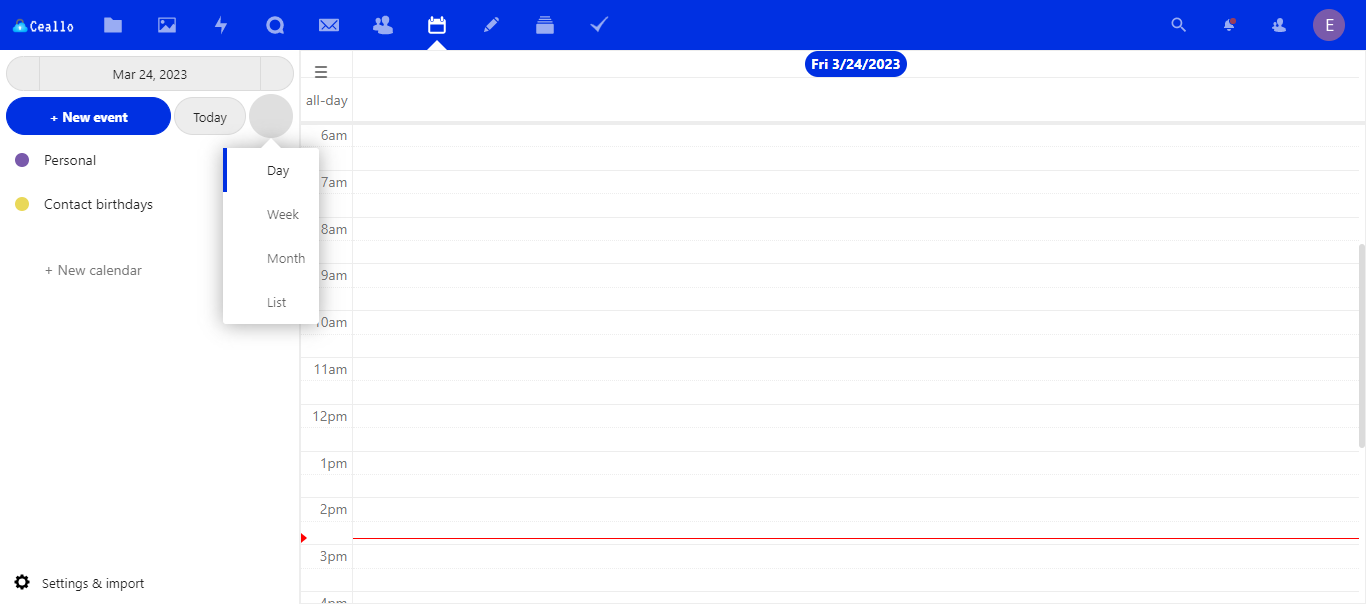 Ceallo
E
Mar 24, 2023
+ New event
Today
Personal
Contact birthdays
+ New calendar
Day
Week
Month
List
Settings & import
Fri 3/24/2023
all-day
6am
7am
8am
9am
10am
11am
12pm
1pm
2pm
3pm
4pm